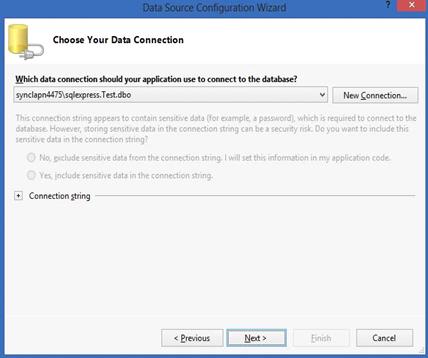 Data Source Configuration Wizard
Choose Your Data Connection
Which data connection should your application use to connect to the database?
synclapn4475\sqlexpress.Test.dbo
New Connection...
This connection string appears to contain sensitive data (for example, a password), which is required to connect to the
database. However, storing sensitive data in the connection string can be a security risk. Do you want to include this
sensitive data in the connection string?
No, exclude sensitive data from the connection string. I will set this information in my application code.
Yes, include sensitive data in the connection string.
Connection string
< Previous
Next >
Finish
Cancel